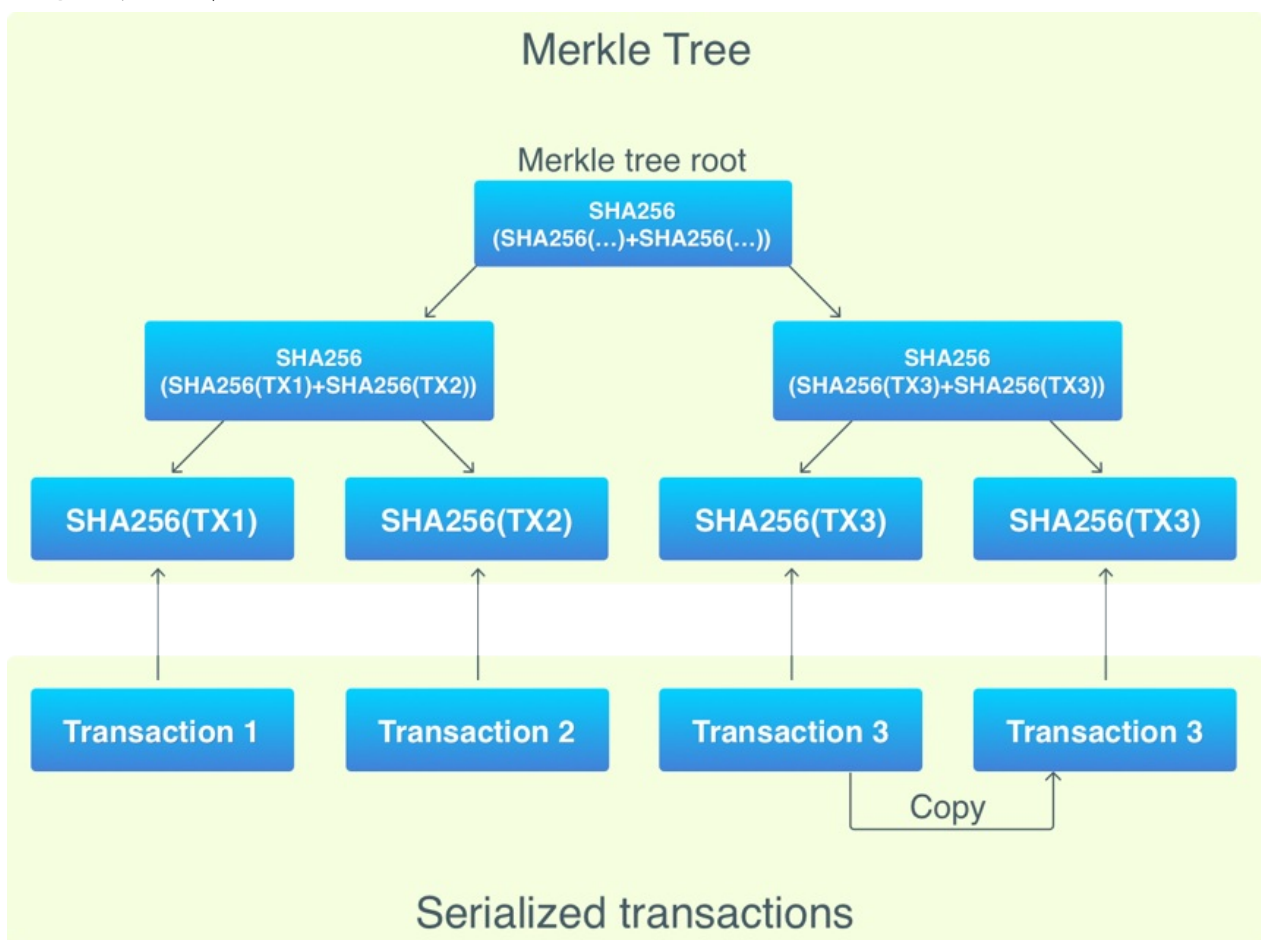 Merkle Tree
Merkle tree root
SHA256
(SHA256(...)+SHA256(...))
SHA256
(SHA256(TX1)+SHA256(TX2))
SHA256
(SHA256(TX3)+SHA256(TX3))
SHA256(TX1)
SHA256(TX2)
SHA256(TX3)
SHA256(TX3)
Transaction 1
Transaction 2
Transaction 3
Transaction 3
Copy
Serialized transactions